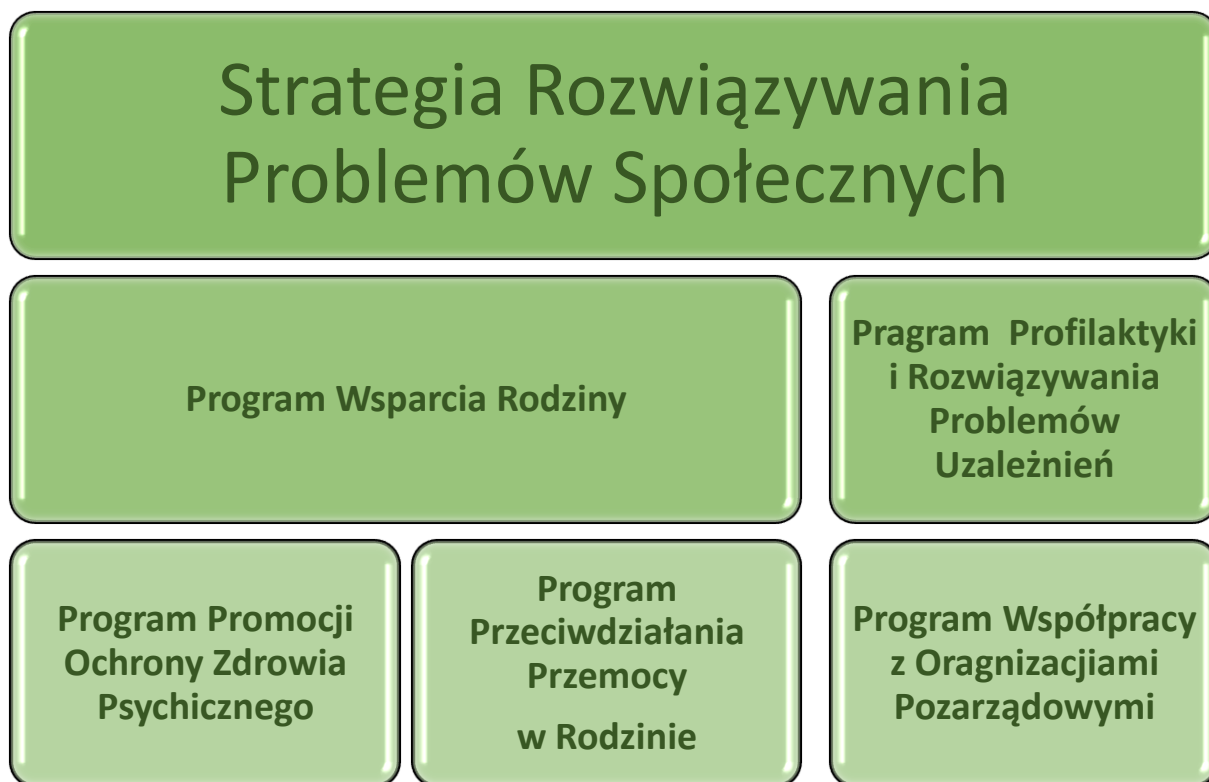 Strategia Rozwiązywania
Problemów Społecznych
Program Wsparcia Rodziny
Pragram  Profilaktyki
i Rozwiązywania
Problemów
Uzależnień
Program Promocji
Ochrony Zdrowia
Psychicznego
Program
Przeciwdziałania
Przemocy
w Rodzinie
Program Współpracy
z Oragnizacjiami
Pozarządowymi